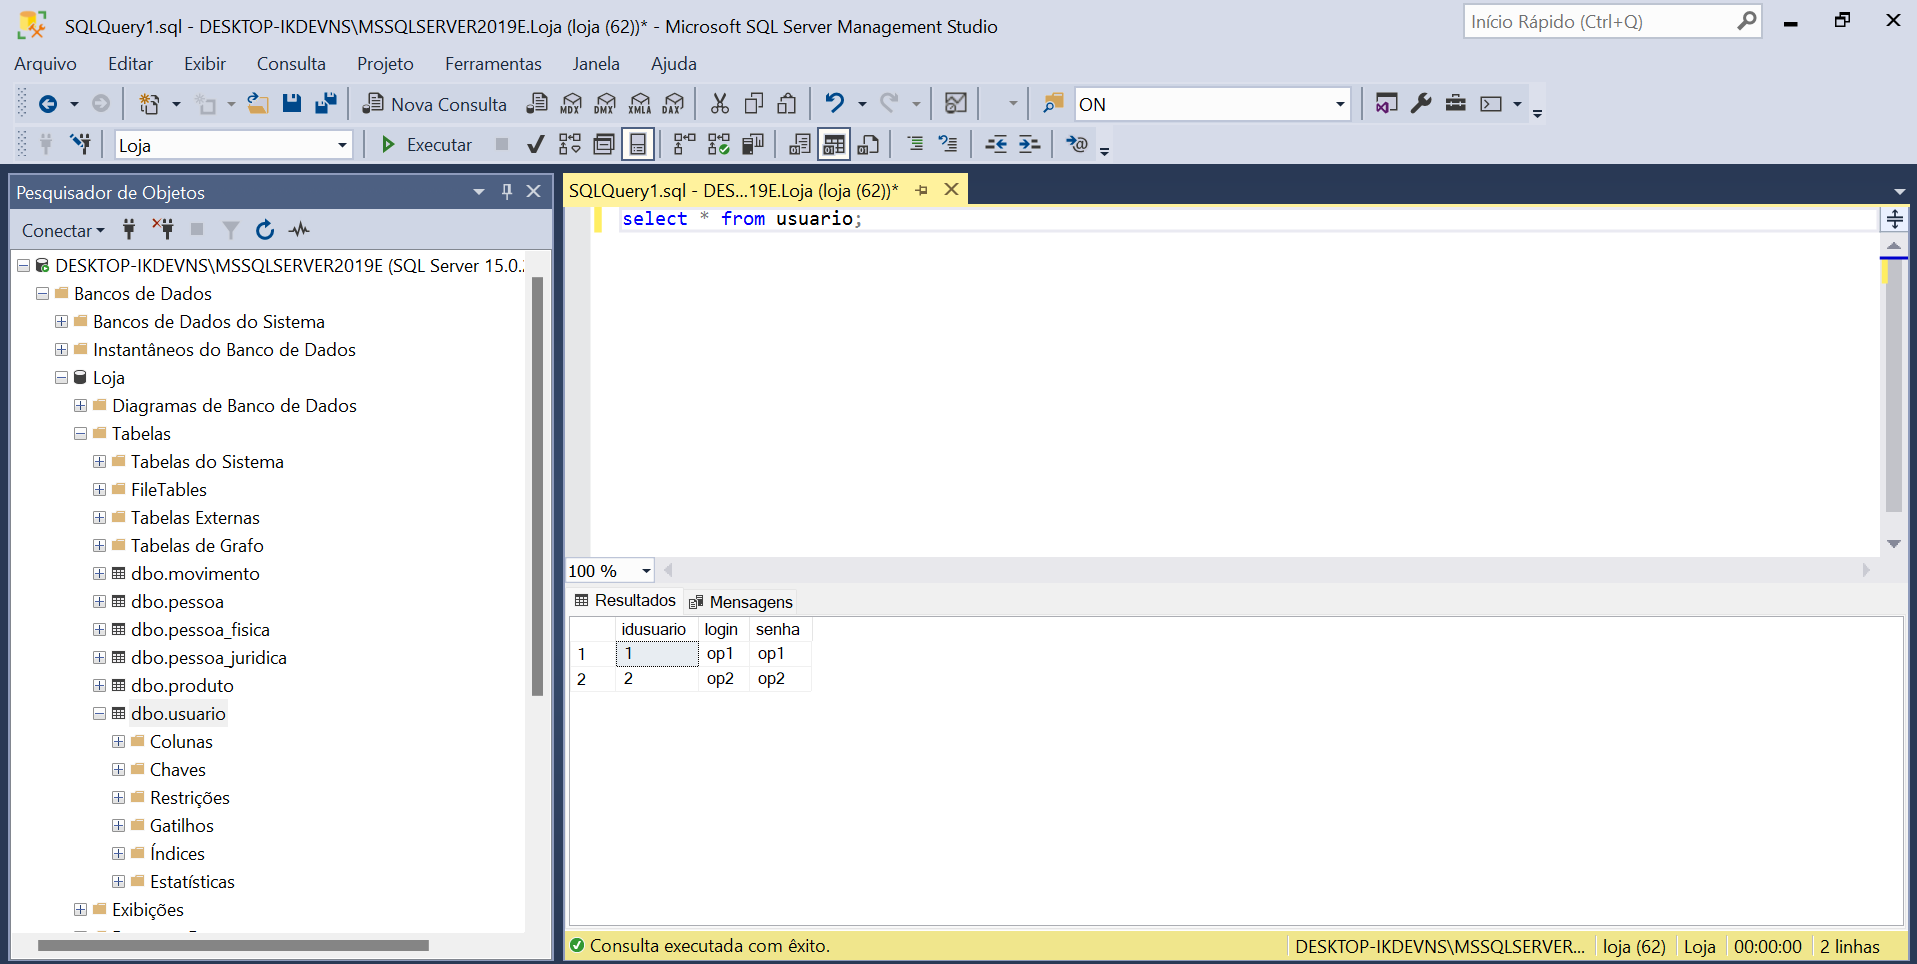 SQLQuery1.sql - DESKTOP-IKDEVNS\MSSQLSERVER2019E.Loja (loja (62))* - Microsoft SQL Server Management Studio
Início Rápido (Ctrl+Q)
Arquivo Editar Exibir Consulta Projeto Ferramentas Janela Ajuda
Nova Consulta MDX DMX XMLA DAX ON
Loja Executar
Pesquisador de Objetos
Conectar
DESKTOP-IKDEVNS\MSSQLSERVER2019E (SQL Server 15.0.
Bancos de Dados
Bancos de Dados do Sistema
Instantâneos do Banco de Dados
Loja
Diagramas de Banco de Dados
Tabelas
Tabelas do Sistema
FileTables
Tabelas Externas
Tabelas de Grafo
dbo.movimento
dbo.pessoa
dbo.pessoa_fisica
dbo.pessoa_juridica
dbo.produto
dbo.usuario
Colunas
Chaves
Restrições
Gatilhos
Índices
Estatísticas
Exibições
SQLQuery1.sql - DES...19E.Loja (loja (62))*
select * from usuario;
100 %
Resultados Mensagens
idusuario login senha
1 1 op1 op1
2 2 op2 op2
Consulta executada com êxito.
DESKTOP-IKDEVNS\MSSQLSERVER... loja (62) Loja 00:00:00 2 linhas